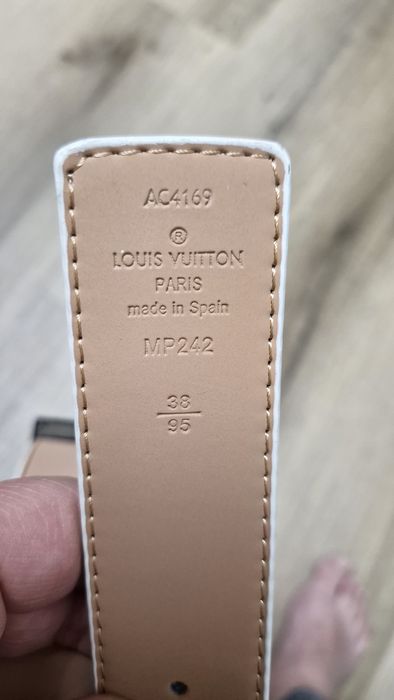 AC4169
®
LOUIS VUITTON
PARIS
made in Spain
MP242
38
95